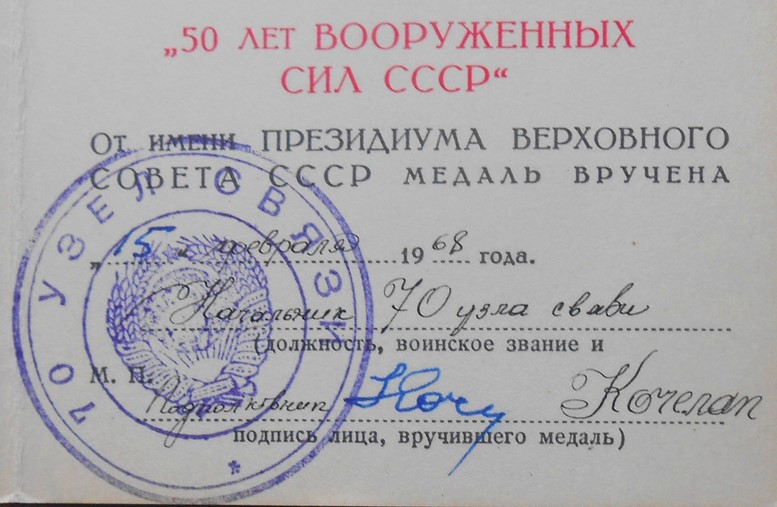 „50 ЛЕТ ВООРУЖЕННЫХ
СИЛ СССР“
От имени ПРЕЗИДИУМА ВЕРХОВНОГО
СОВЕТА СССР МЕДАЛЬ ВРУЧЕНА
„15“ февраля 1968 года.
Начальник 70 узла связи
(должность, воинское звание и
М. П.
Подполковник
подпись лица, вручившего медаль)
70 УЗЕЛ СВЯЗИ